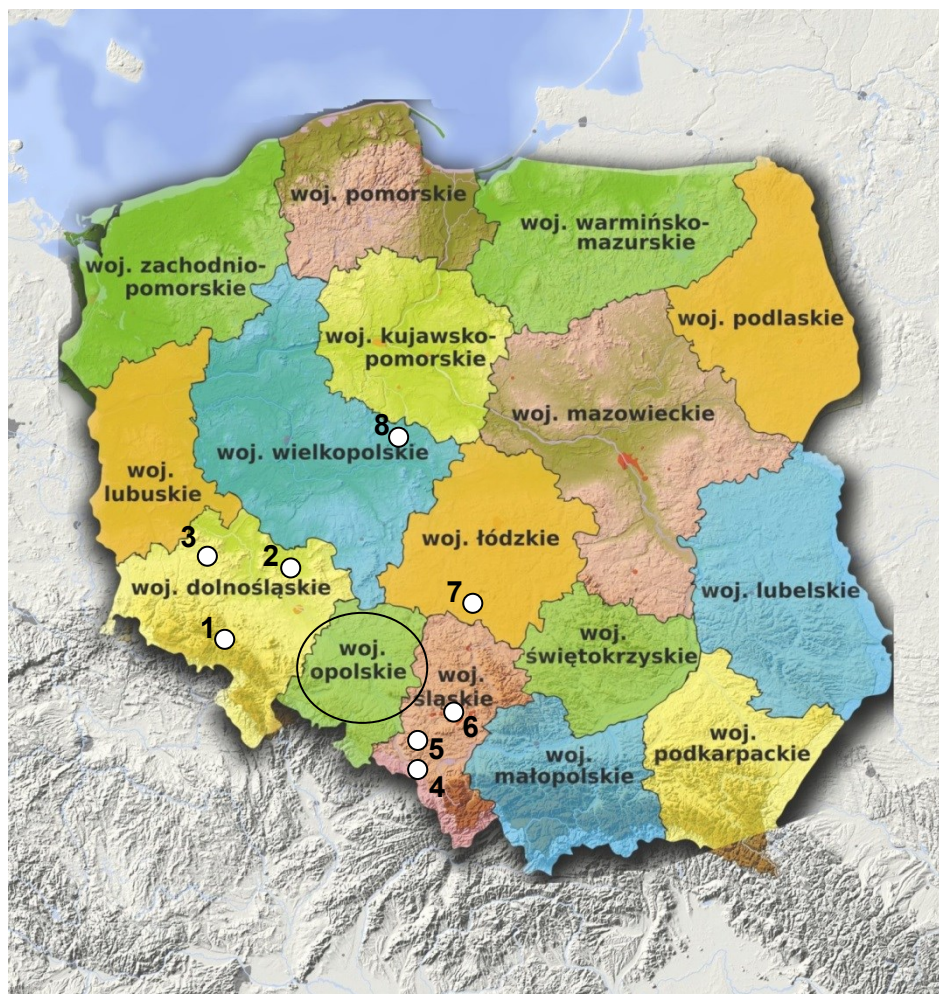 woj. pomorskie
woj. warmińsko-
mazurskie
woj. zachodnio-
pomorskie
woj. podlaskie
woj. kujawsko-
pomorskie
woj. mazowieckie
8
woj. wielkopolskie
woj.
lubuskie
woj. łódzkie
3
2
woj. dolnośląskie
7
woj. lubelskie
1
woj.
opolskie
woj.
świętokrzyskie
woj.
śląskie
6
5
4
woj.
małopolskie
woj.
podkarpackie